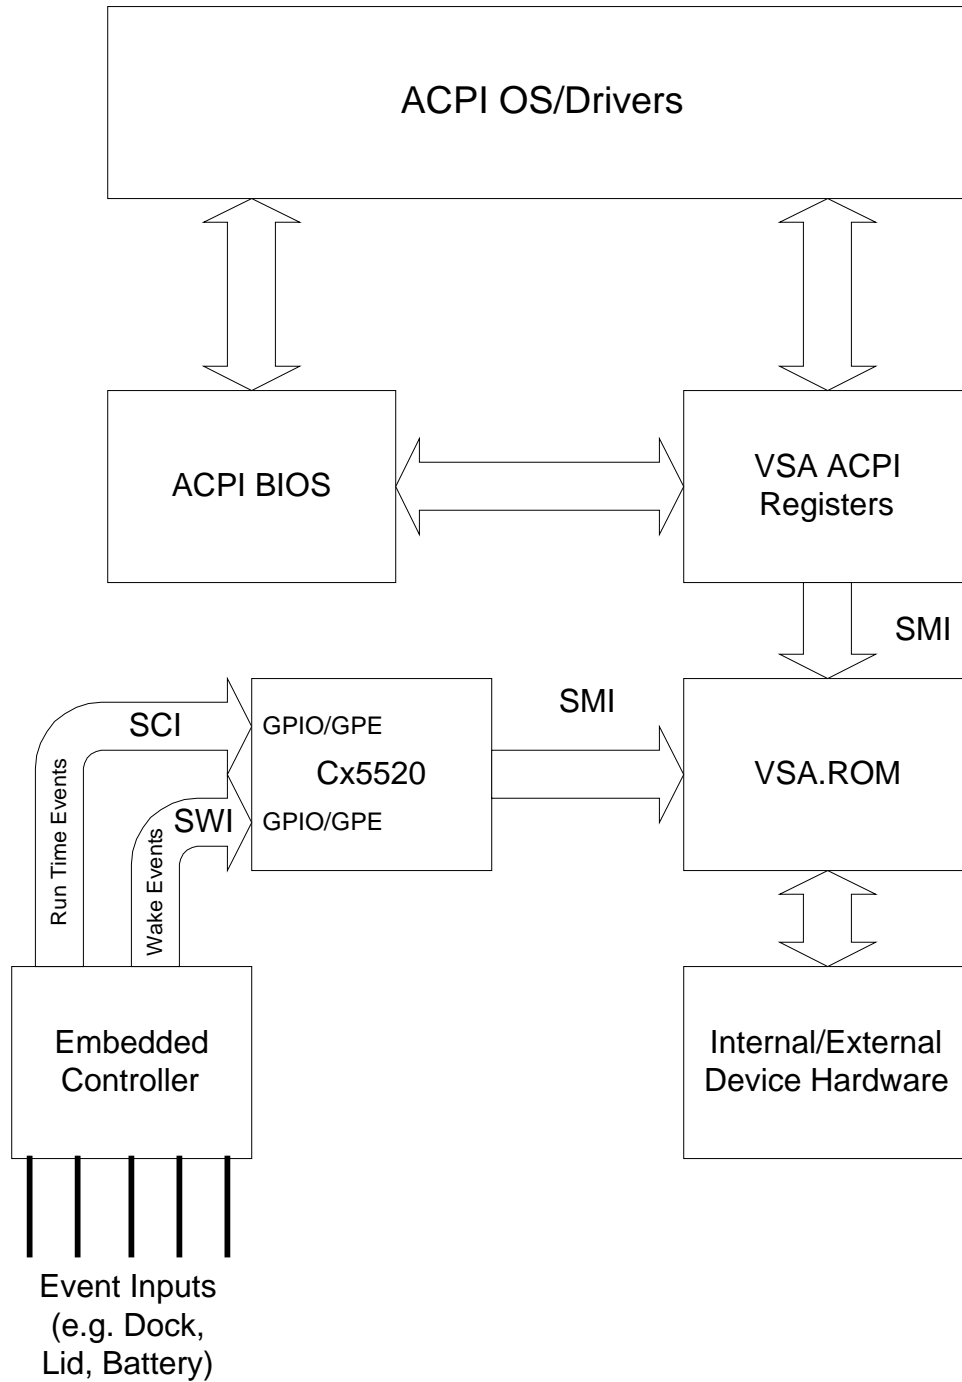 ACPI OS/Drivers
ACPI BIOS
VSA ACPI
Registers
SMI
SCI
GPIO/GPE
SMI
Cx5520
VSA.ROM
SWI
GPIO/GPE
Run Time Events
Wake Events
Embedded
Controller
Internal/External
Device Hardware
Event Inputs
(e.g. Dock,
Lid, Battery)